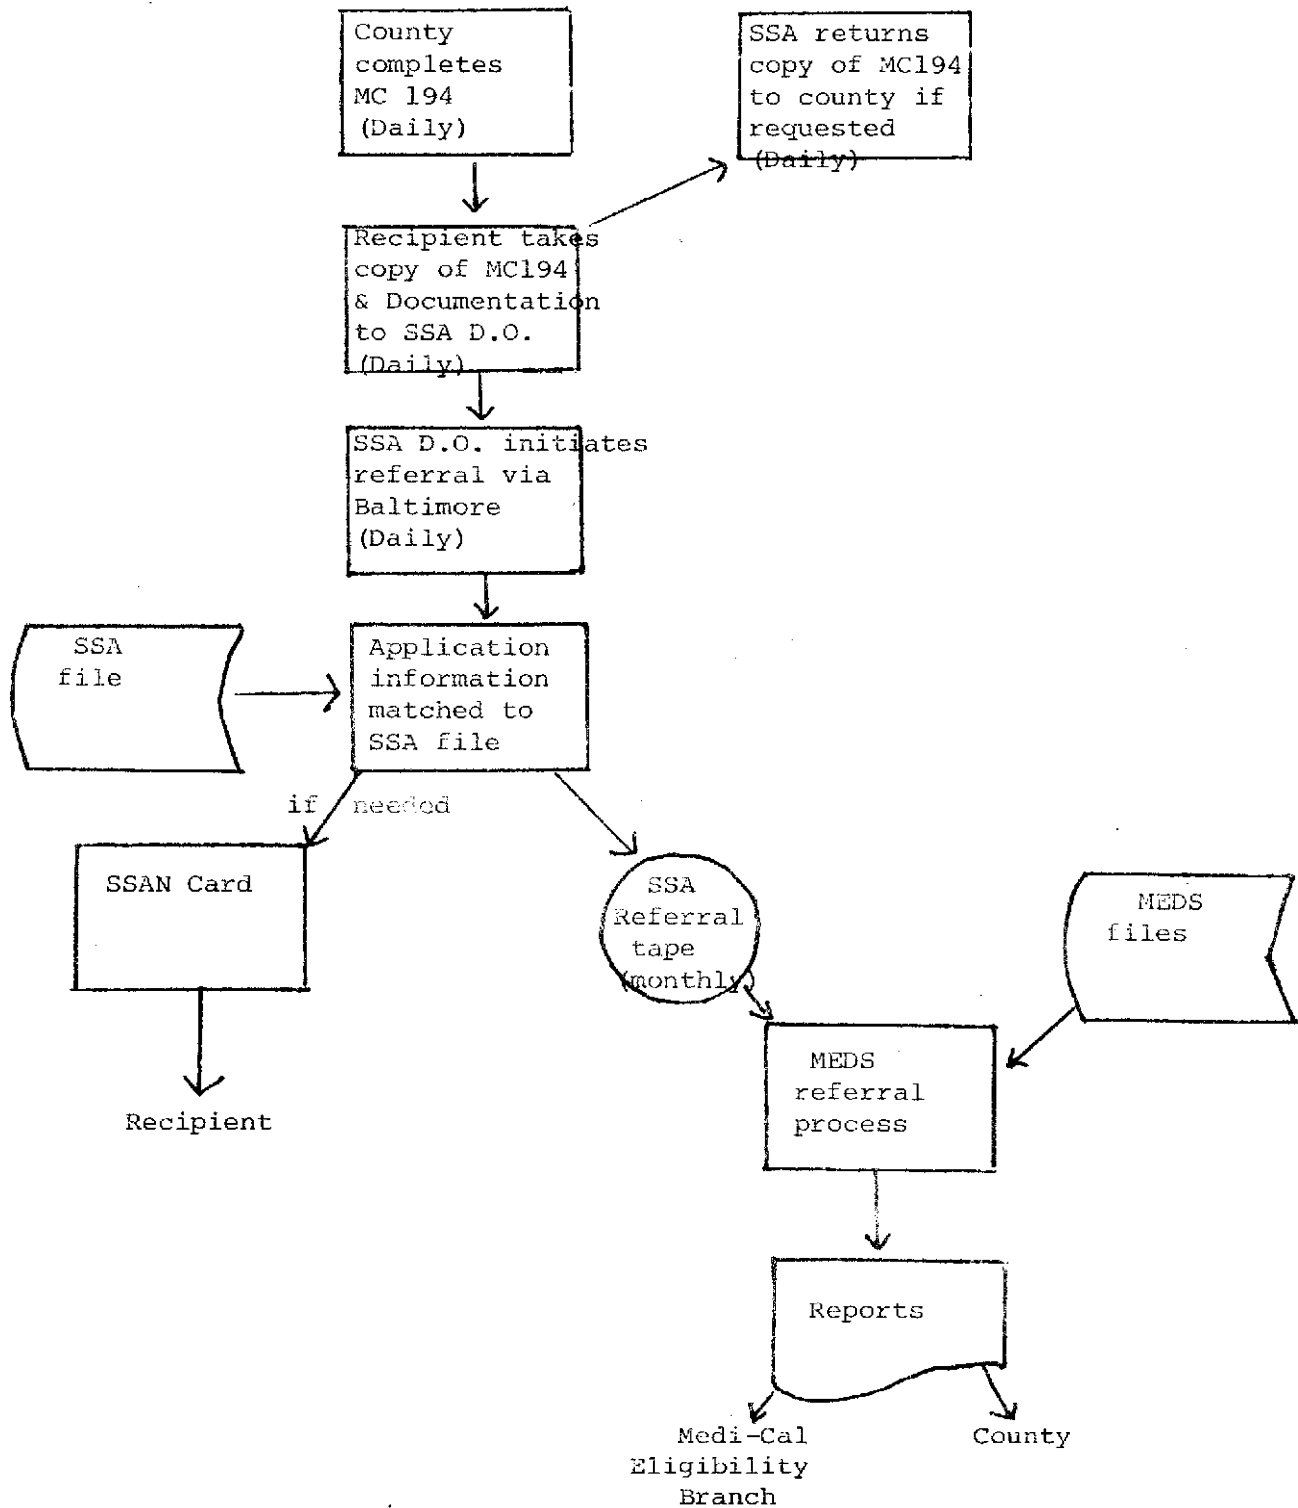 County
completes
MC 194
(Daily)
SSA returns
copy of MC194
to county if
requested
(Daily)
Recipient takes
copy of MC194
& Documentation
to SSA D.O.
(Daily)
SSA D.O. initiates
referral via
Baltimore
(Daily)
SSA
file
Application
information
matched to
SSA file
if needed
SSAN Card
Recipient
SSA
Referral
tape
(monthly)
MEDS
files
MEDS
referral
process
Reports
Medi-Cal
Eligibility
Branch
County